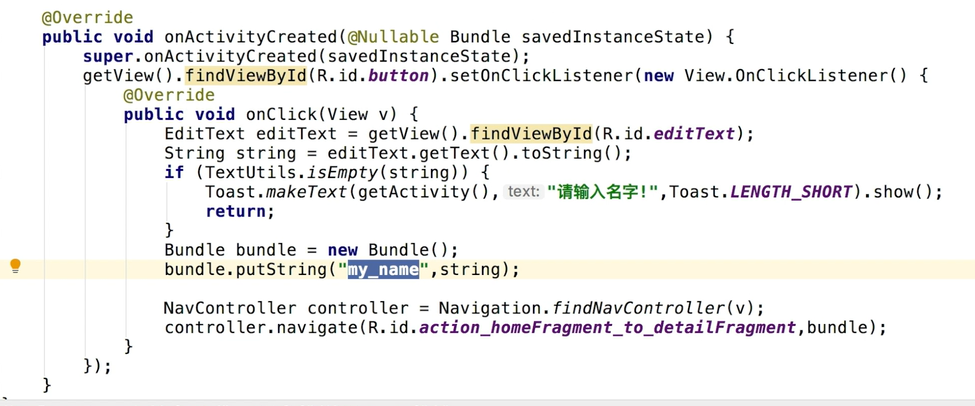 @Override
public void onActivityCreated(@Nullable Bundle savedInstanceState) {
super.onActivityCreated(savedInstanceState);
getView().findViewById(R.id.button).setOnClickListener(new View.OnClickListener() {
@Override
public void onClick(View v) {
EditText editText = getView().findViewById(R.id.editText);
String string = editText.getText().toString();
if (TextUtils.isEmpty(string)) {
Toast.makeText(getActivity(), text: "请输入名字!",Toast.LENGTH_SHORT).show();
return;
}
Bundle bundle = new Bundle();
bundle.putString("my_name",string);
NavController controller = Navigation.findNavController(v);
controller.navigate(R.id.action_homeFragment_to_detailFragment,bundle);
}
});
}